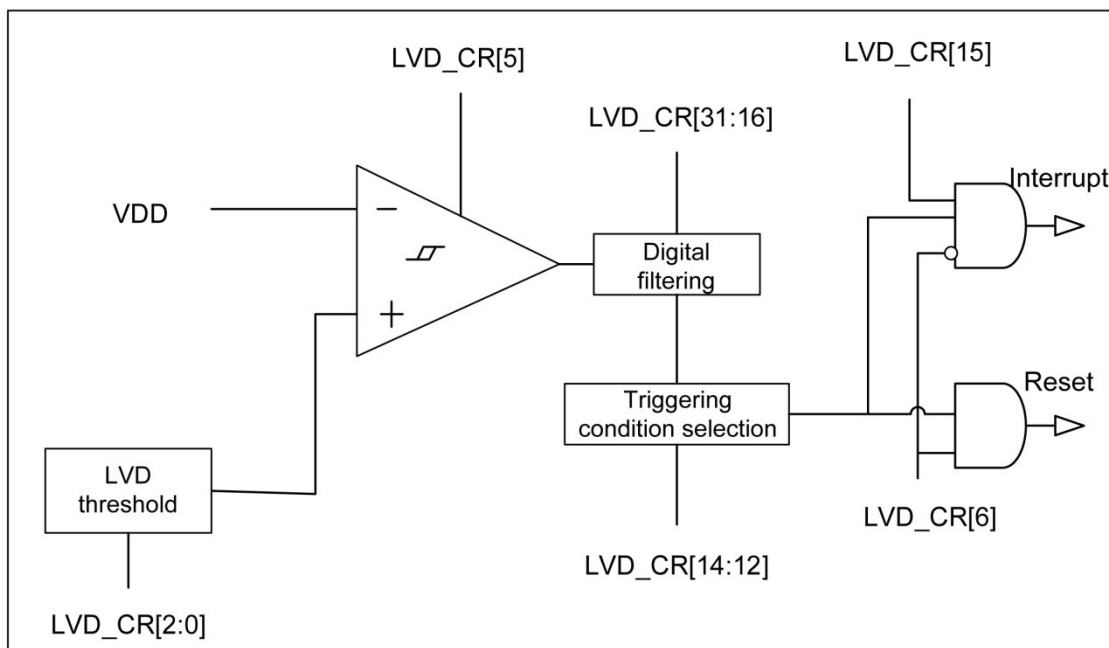 LVD_CR[5]
LVD_CR[15]
LVD_CR[31:16]
Interrupt
VDD
−
Digital
filtering
+
Reset
Triggering
condition selection
LVD
threshold
LVD_CR[6]
LVD_CR[14:12]
LVD_CR[2:0]